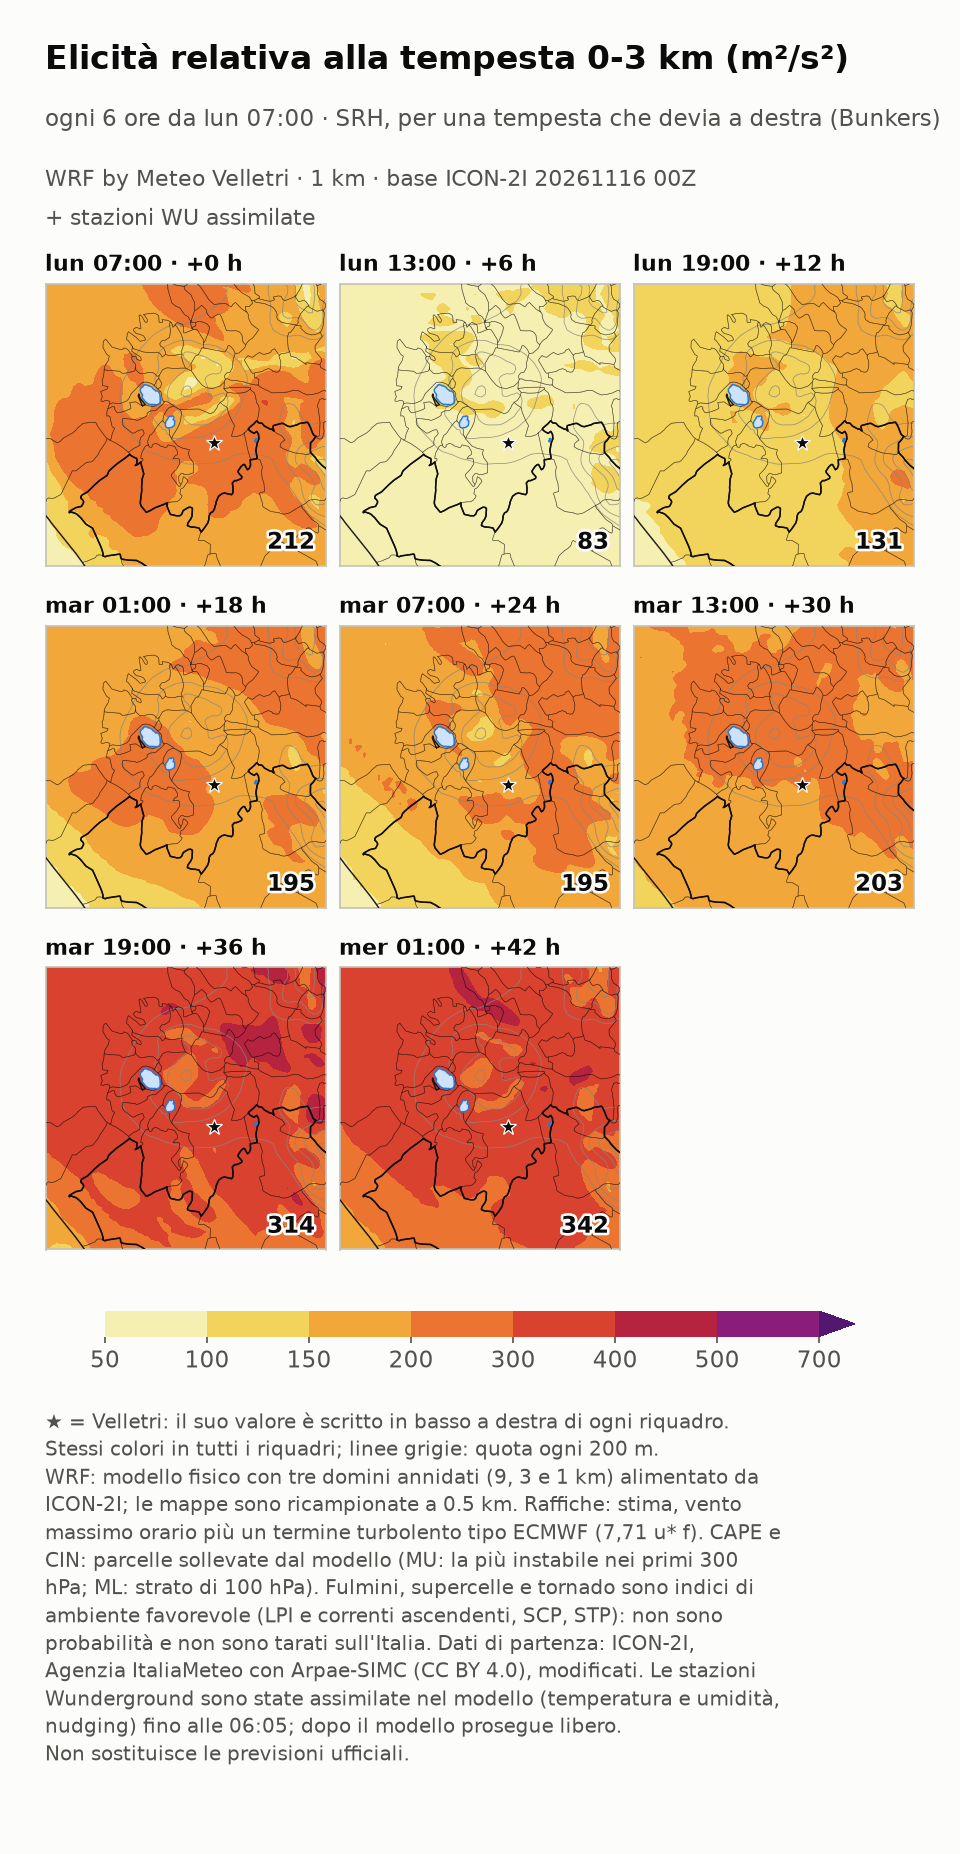 Elicità relativa alla tempesta 0-3 km (m²/s²)
ogni 6 ore da lun 07:00 · SRH, per una tempesta che devia a destra (Bunkers)
WRF by Meteo Velletri · 1 km · base ICON-2I 20261116 00Z
+ stazioni WU assimilate
lun 07:00 · +0 h
lun 13:00 · +6 h
lun 19:00 · +12 h
212
83
131
mar 01:00 · +18 h
mar 07:00 · +24 h
mar 13:00 · +30 h
195
195
203
mar 19:00 · +36 h
mer 01:00 · +42 h
314
342
50 100 150 200 300 400 500 700
★ = Velletri: il suo valore è scritto in basso a destra di ogni riquadro.
Stessi colori in tutti i riquadri; linee grigie: quota ogni 200 m.
WRF: modello fisico con tre domini annidati (9, 3 e 1 km) alimentato da
ICON-2I; le mappe sono ricampionate a 0.5 km. Raffiche: stima, vento
massimo orario più un termine turbolento tipo ECMWF (7,71 u* f). CAPE e
CIN: parcelle sollevate dal modello (MU: la più instabile nei primi 300
hPa; ML: strato di 100 hPa). Fulmini, supercelle e tornado sono indici di
ambiente favorevole (LPI e correnti ascendenti, SCP, STP): non sono
probabilità e non sono tarati sull'Italia. Dati di partenza: ICON-2I,
Agenzia ItaliaMeteo con Arpae-SIMC (CC BY 4.0), modificati. Le stazioni
Wunderground sono state assimilate nel modello (temperatura e umidità,
nudging) fino alle 06:05; dopo il modello prosegue libero.
Non sostituisce le previsioni ufficiali.